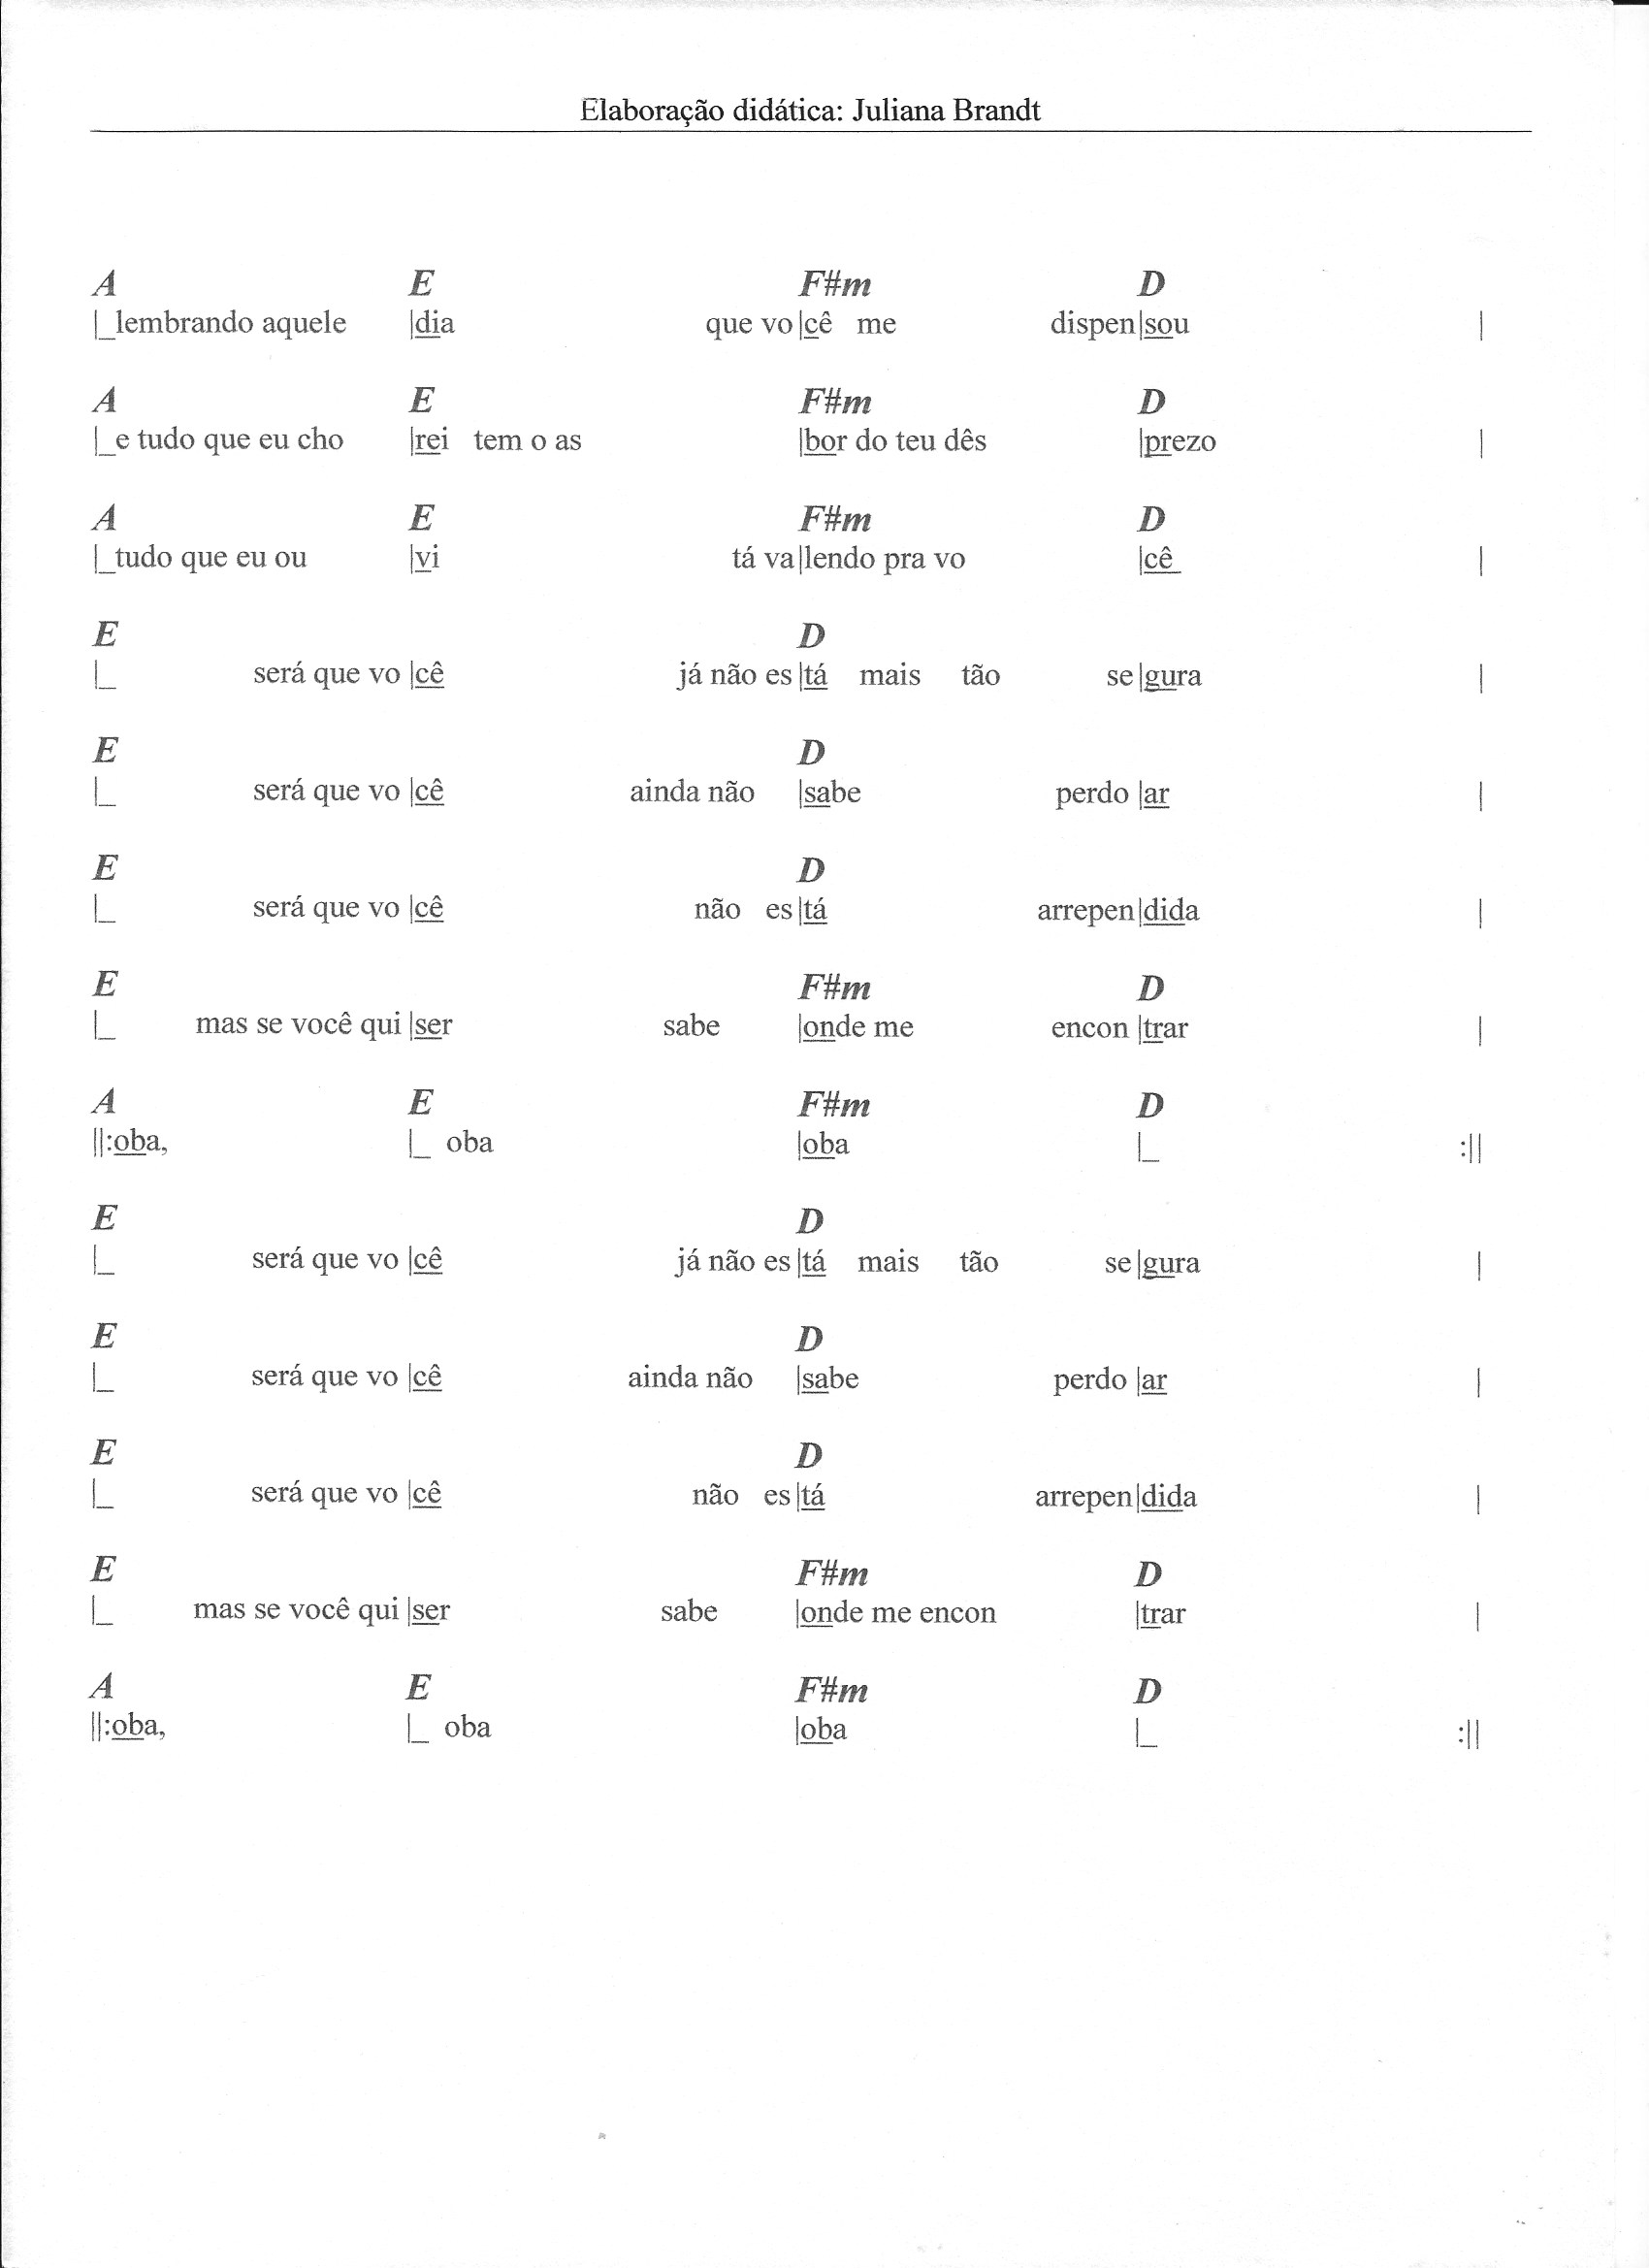 Elaboração didática: Juliana Brandt
A E F#m D
|_lembrando aquele |dia que vo|cê me dispen|sou |
A E F#m D
|_e tudo que eu cho |rei tem o as |bor do teu dês |prezo |
A E F#m D
|_tudo que eu ou |vi tá va|lendo pra vo |cê |
E D
|_ será que vo |cê já não es|tá mais tão se|gura |
E D
|_ será que vo |cê ainda não |sabe perdo |ar |
E D
|_ será que vo |cê não es|tá arrepen|dida |
E F#m D
|_ mas se você qui |ser sabe |onde me encon |trar |
A E F#m D
||:oba, |_ oba |oba |_ :||
E D
|_ será que vo |cê já não es|tá mais tão se|gura |
E D
|_ será que vo |cê ainda não |sabe perdo |ar |
E D
|_ será que vo |cê não es|tá arrepen|dida |
E F#m D
|_ mas se você qui |ser sabe |onde me encon |trar |
A E F#m D
||:oba, |_ oba |oba |_ :||